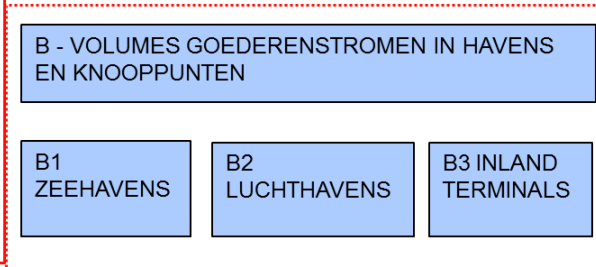 B - VOLUMES GOEDERENSTROMEN IN HAVENS
EN KNOOPPUNTEN
B1
ZEEHAVENS
B2
LUCHTHAVENS
B3 INLAND
TERMINALS